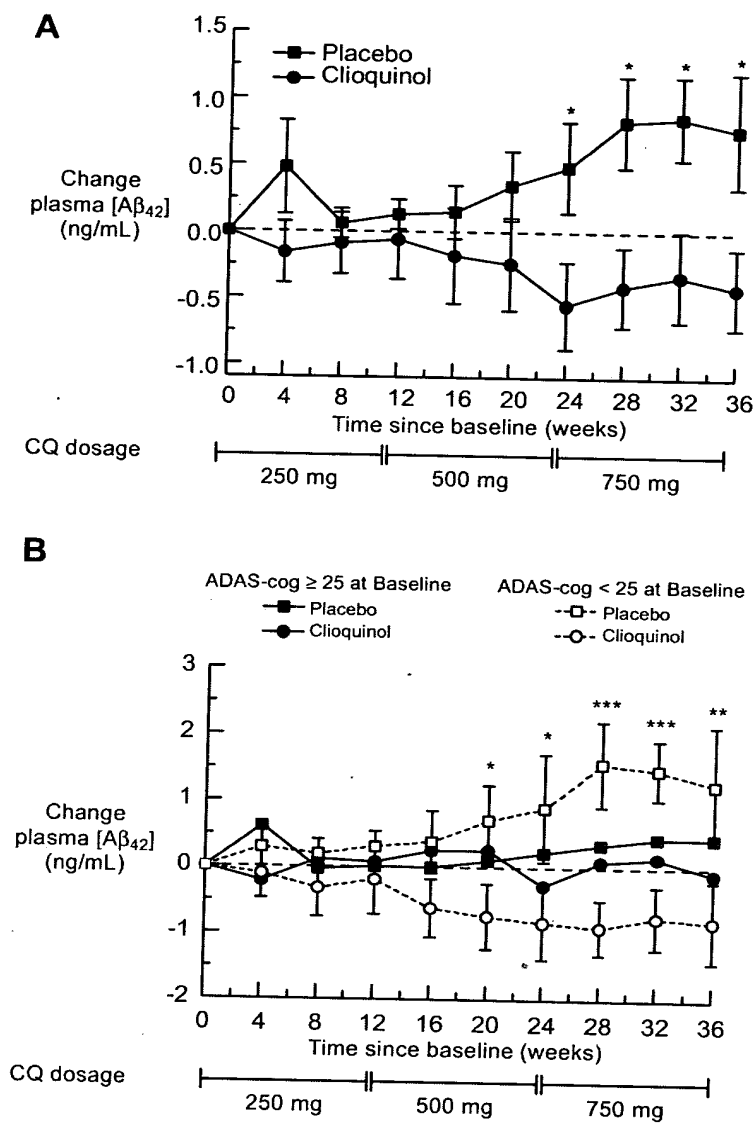 A
1.5
1.0
0.5
0.0
-0.5
-1.0
Placebo
Clioquinol
* * * *
Change
plasma [Aβ₄₂]
(ng/mL)
0 4 8 12 16 20 24 28 32 36
Time since baseline (weeks)
CQ dosage
250 mg 500 mg 750 mg
B
ADAS-cog ≥ 25 at Baseline
Placebo
Clioquinol
ADAS-cog < 25 at Baseline
Placebo
Clioquinol
3
2
1
0
-1
-2
* * *** *** **
Change
plasma [Aβ₄₂]
(ng/mL)
0 4 8 12 16 20 24 28 32 36
Time since baseline (weeks)
CQ dosage
250 mg 500 mg 750 mg